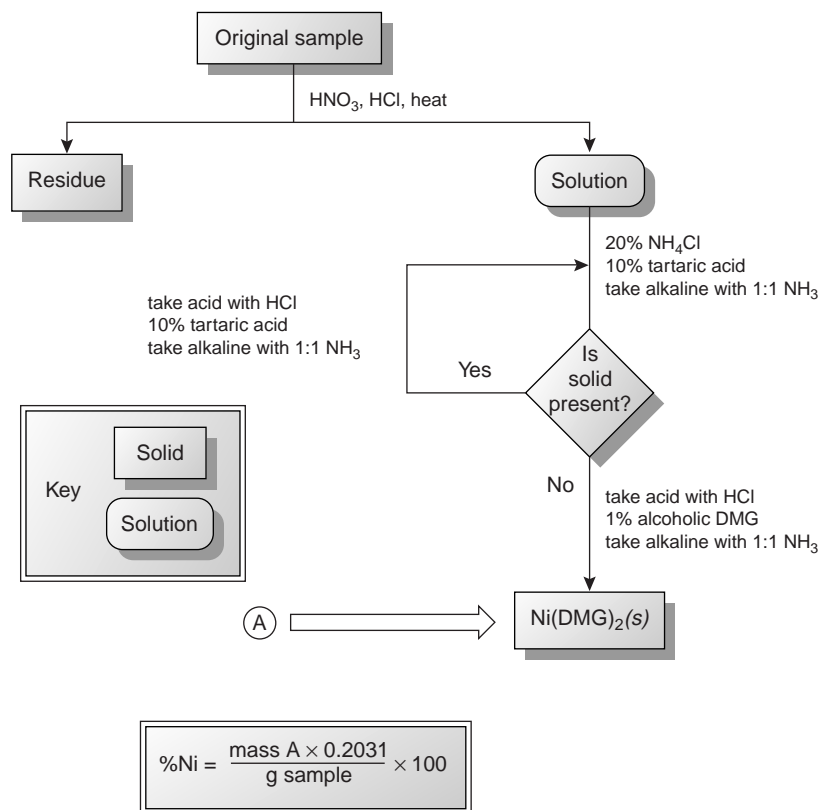 Original sample
HNO₃, HCl, heat
Residue
Solution
20% NH₄Cl
10% tartaric acid
take alkaline with 1:1 NH₃
take acid with HCl
10% tartaric acid
take alkaline with 1:1 NH₃
Is
solid
present?
Yes
No
take acid with HCl
1% alcoholic DMG
take alkaline with 1:1 NH₃
Key
Solid
Solution
A
Ni(DMG)₂(s)
%Ni = mass A × 0.2031 / g sample × 100